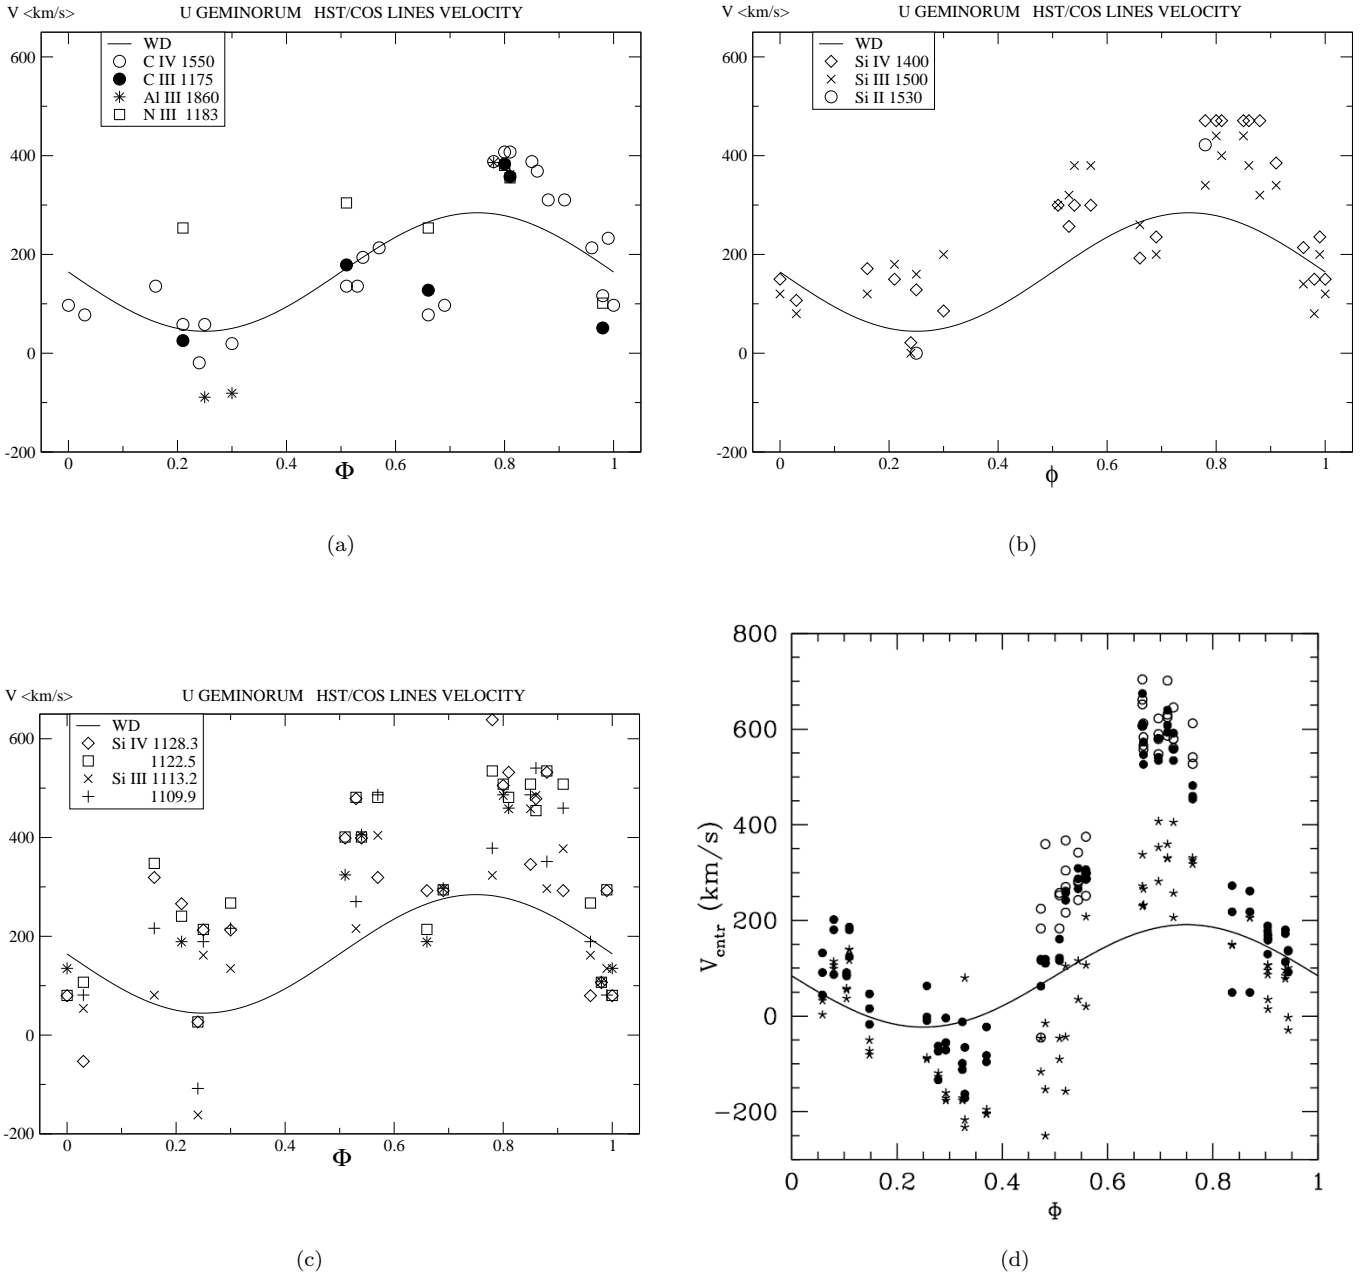 V <km/s> U GEMINORUM HST/COS LINES VELOCITY
WD
C IV 1550
C III 1175
Al III 1860
N III 1183
600
400
200
0
-200
0 0.2 0.4 0.6 0.8 1
Φ
(a)
V <km/s> U GEMINORUM HST/COS LINES VELOCITY
WD
Si IV 1400
Si III 1500
Si II 1530
600
400
200
0
-200
0 0.2 0.4 0.6 0.8 1
ϕ
(b)
V <km/s> U GEMINORUM HST/COS LINES VELOCITY
WD
Si IV 1128.3
1122.5
Si III 1113.2
1109.9
600
400
200
0
-200
0 0.2 0.4 0.6 0.8 1
Φ
(c)
800
600
400
200
0
−200
V_cntr (km/s)
0 0.2 0.4 0.6 0.8 1
Φ
(d)